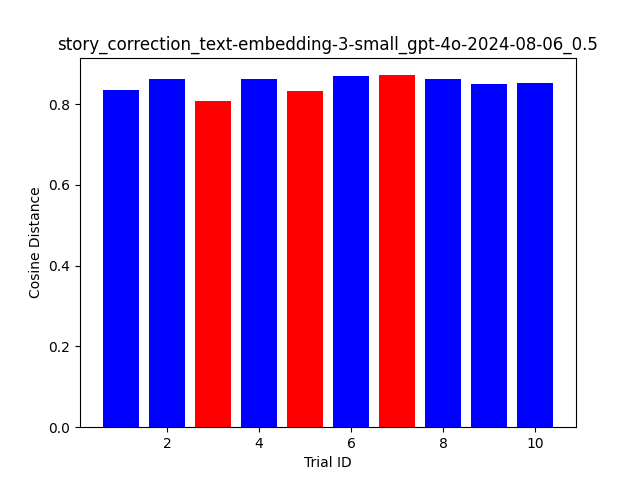 story_correction_text-embedding-3-small_gpt-4o-2024-08-06_0.5
0.8
0.6
0.4
0.2
0.0
Cosine Distance
2 4 6 8 10
Trial ID